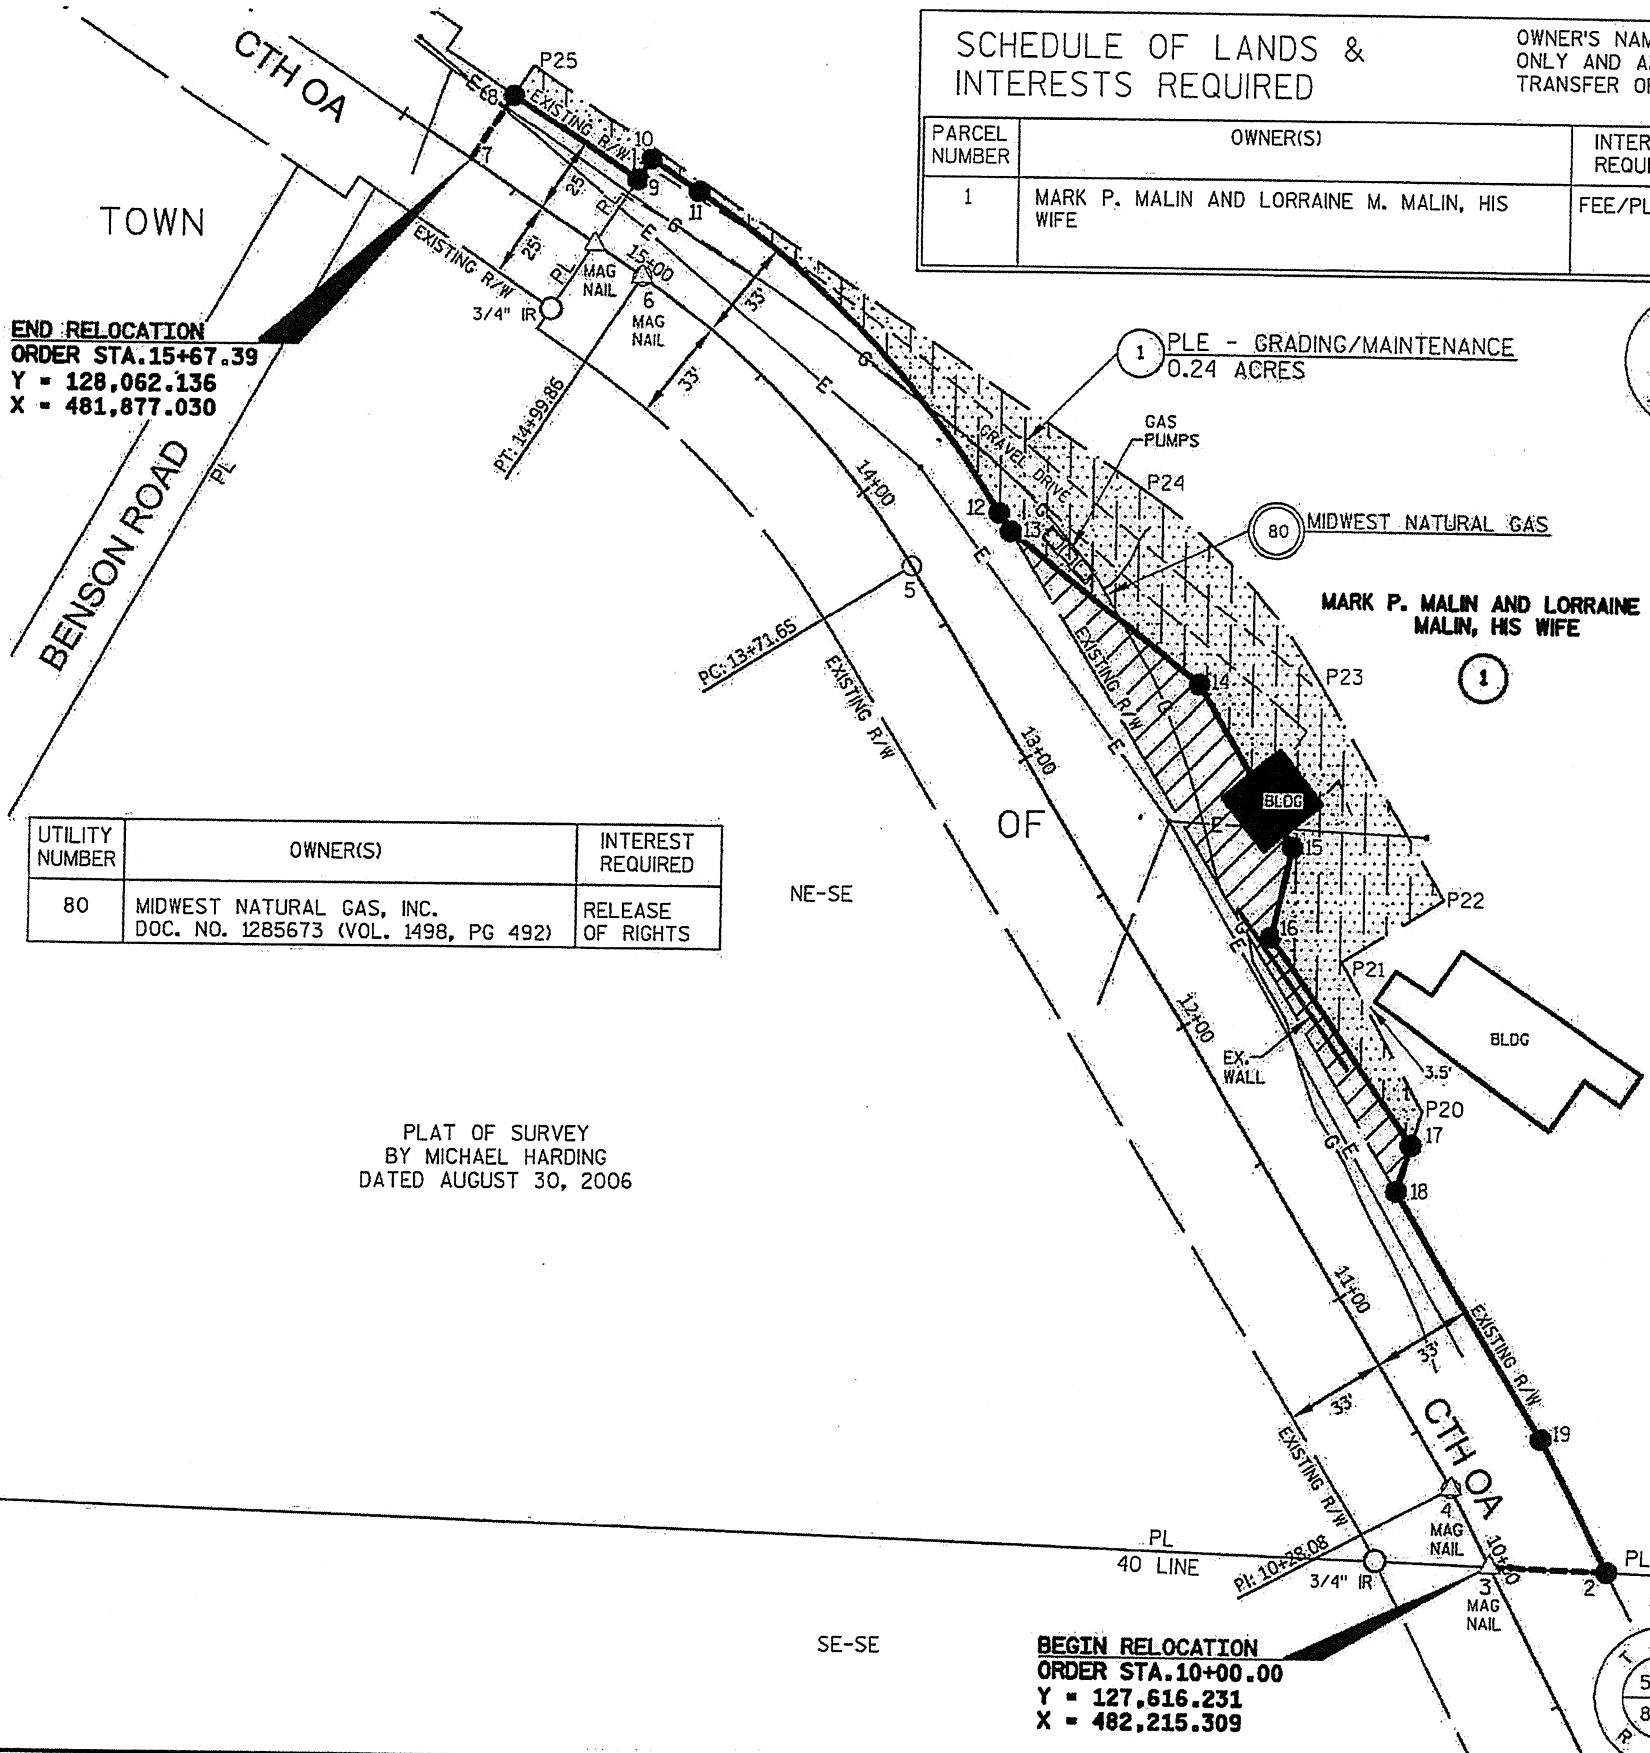 SCHEDULE OF LANDS &
INTERESTS REQUIRED
OWNER'S NAM
ONLY AND A
TRANSFER O
PARCEL
NUMBER
OWNER(S)
INTER
REQUI
1
MARK P. MALIN AND LORRAINE M. MALIN, HIS
WIFE
FEE/PL
CTH OA
P25
E
8
EXISTING R/W
10
9
7
11
25'
25'
PL
PL
G
E
TOWN
EXISTING R/W
MAG
NAIL
15+00
6
MAG
NAIL
3/4" IR
33'
33'
G
E
END RELOCATION
ORDER STA.15+67.39
Y = 128,062.136
X = 481,877.030
PT: 14+99.86
1
PLE - GRADING/MAINTENANCE
0.24 ACRES
GAS
PUMPS
GRAVEL DRIVE
P24
14+00
12
13
G
E
80
MIDWEST NATURAL GAS
BENSON ROAD
PL
5
PC: 13+71.65
EXISTING R/W
EXISTING R/W
MARK P. MALIN AND LORRAINE
MALIN, HIS WIFE
1
P23
14
G
E
13+00
OF
BLDG
E
15
UTILITY
NUMBER
OWNER(S)
INTEREST
REQUIRED
80
MIDWEST NATURAL GAS, INC.
DOC. NO. 1285673 (VOL. 1498, PG 492)
RELEASE
OF RIGHTS
NE-SE
P22
16
G
E
P21
12+00
BLDG
EX.
WALL
3.5'
P20
17
G
E
18
PLAT OF SURVEY
BY MICHAEL HARDING
DATED AUGUST 30, 2006
11+00
33'
33'
EXISTING R/W
EXISTING R/W
CTH OA
19
4
MAG
NAIL
10+00
PL
40 LINE
PI: 10+28.08
3/4" IR
3
MAG
NAIL
2
PL
SE-SE
BEGIN RELOCATION
ORDER STA.10+00.00
Y = 127,616.231
X = 482,215.309
T
5
8
R